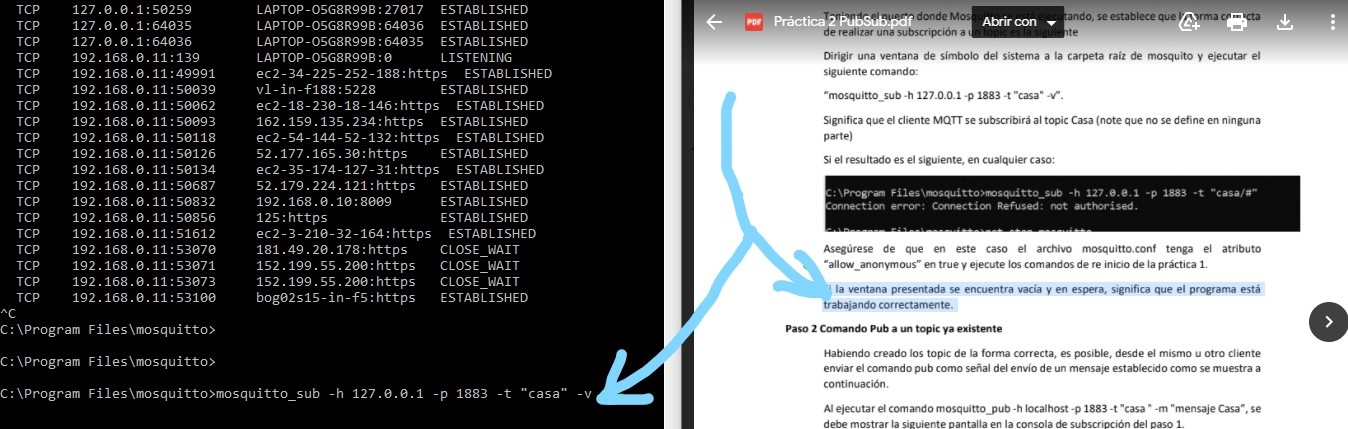 TCP    127.0.0.1:50259        LAPTOP-O5G8R99B:27017  ESTABLISHED
TCP    127.0.0.1:64035        LAPTOP-O5G8R99B:64036  ESTABLISHED
TCP    127.0.0.1:64036        LAPTOP-O5G8R99B:64035  ESTABLISHED
TCP    192.168.0.11:139       LAPTOP-O5G8R99B:0      LISTENING
TCP    192.168.0.11:49991     ec2-34-225-252-188:https  ESTABLISHED
TCP    192.168.0.11:50039     vl-in-f188:5228        ESTABLISHED
TCP    192.168.0.11:50062     ec2-18-230-18-146:https  ESTABLISHED
TCP    192.168.0.11:50093     162.159.135.234:https  ESTABLISHED
TCP    192.168.0.11:50118     ec2-54-144-52-132:https  ESTABLISHED
TCP    192.168.0.11:50126     52.177.165.30:https    ESTABLISHED
TCP    192.168.0.11:50134     ec2-35-174-127-31:https  ESTABLISHED
TCP    192.168.0.11:50687     52.179.224.121:https   ESTABLISHED
TCP    192.168.0.11:50832     192.168.0.10:8009      ESTABLISHED
TCP    192.168.0.11:50856     125:https              ESTABLISHED
TCP    192.168.0.11:51612     ec2-3-210-32-164:https  ESTABLISHED
TCP    192.168.0.11:53070     181.49.20.178:https    CLOSE_WAIT
TCP    192.168.0.11:53071     152.199.55.200:https   CLOSE_WAIT
TCP    192.168.0.11:53073     152.199.55.200:https   CLOSE_WAIT
TCP    192.168.0.11:53100     bog02s15-in-f5:https   ESTABLISHED
^C
C:\Program Files\mosquitto>
C:\Program Files\mosquitto>
C:\Program Files\mosquitto>mosquitto_sub -h 127.0.0.1 -p 1883 -t "casa" -v
PDF Práctica 2 PubSub.pdf Abrir con
donde Mosquitto se está ejecutando, se establece que la forma correcta
de realizar una subscripción a un topic es la siguiente
Dirigir una ventana de símbolo del sistema a la carpeta raíz de mosquito y ejecutar el
siguiente comando:
“mosquitto_sub -h 127.0.0.1 -p 1883 -t "casa" -v”.
Significa que el cliente MQTT se subscribirá al topic Casa (note que no se define en ninguna
parte)
Si el resultado es el siguiente, en cualquier caso:
C:\Program Files\mosquitto>mosquitto_sub -h 127.0.0.1 -p 1883 -t "casa/#"
Connection error: Connection Refused: not authorised.
C:\Program Files\mosquitto>net stop mosquitto
Asegúrese de que en este caso el archivo mosquitto.conf tenga el atributo
“allow_anonymous” en true y ejecute los comandos de re inicio de la práctica 1.
la ventana presentada se encuentra vacía y en espera, significa que el programa está
trabajando correctamente.
Paso 2 Comando Pub a un topic ya existente
Habiendo creado los topic de la forma correcta, es posible, desde el mismo u otro cliente
enviar el comando pub como señal del envío de un mensaje establecido como se muestra a
continuación.
Al ejecutar el comando mosquitto_pub -h localhost -p 1883 -t "casa " -m "mensaje Casa", se
debe mostrar la siguiente pantalla en la consola de subscripción del paso 1.